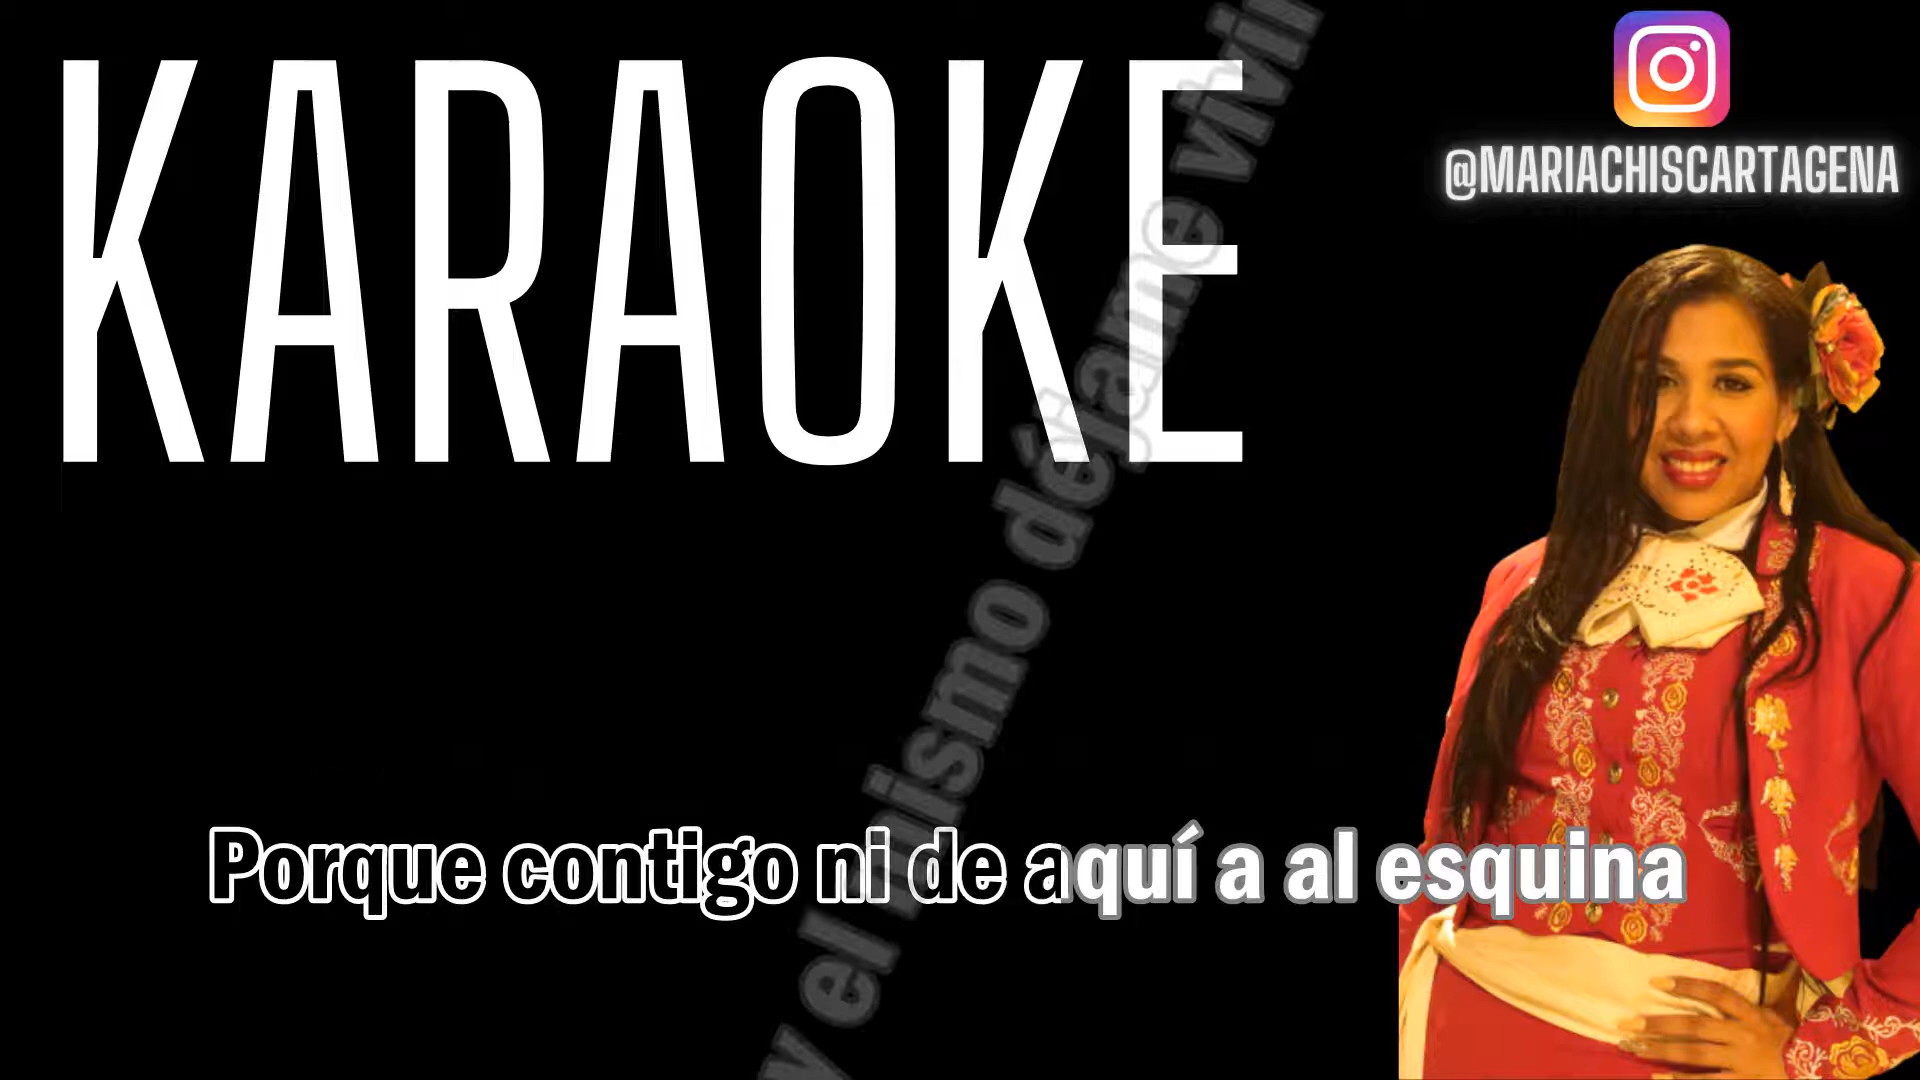 KARAOKE
@MARIACHISCARTAGENA
y el mismo déjame vivir
Porque contigo ni de aquí a al esquina